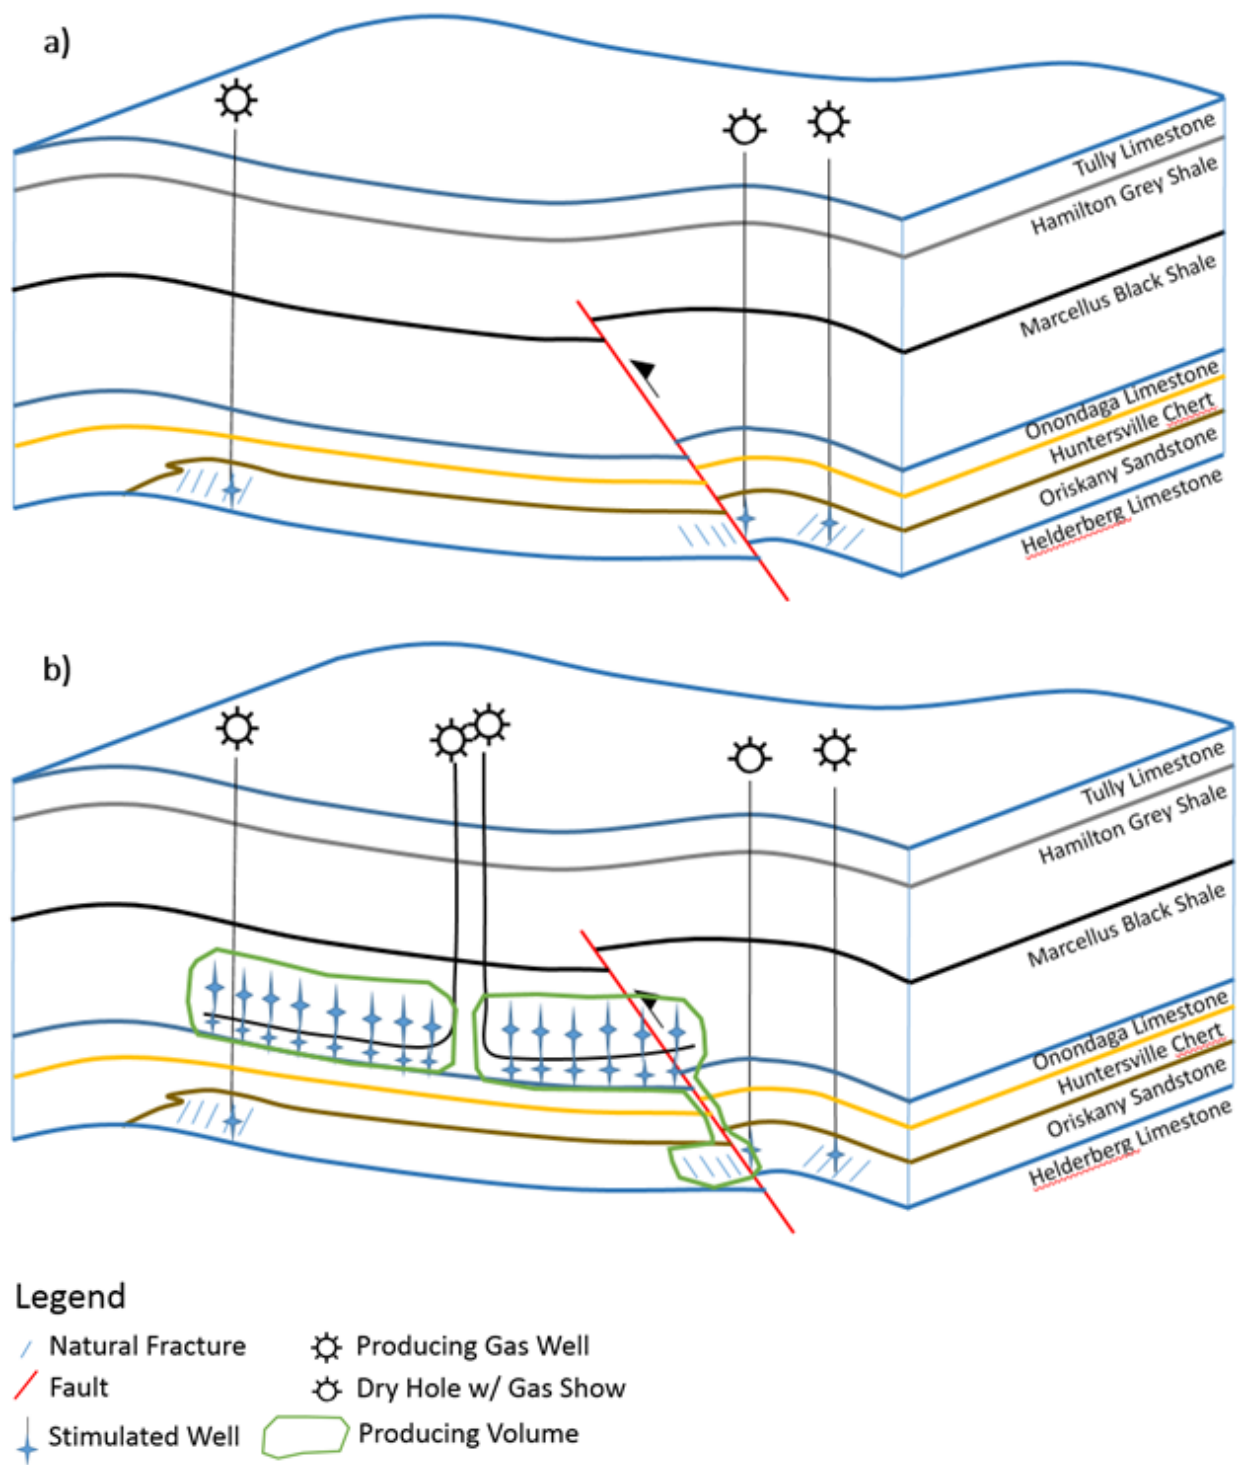 a)
Tully Limestone
Hamilton Grey Shale
Marcellus Black Shale
Onondaga Limestone
Huntersville Chert
Oriskany Sandstone
Helderberg Limestone
b)
Tully Limestone
Hamilton Grey Shale
Marcellus Black Shale
Onondaga Limestone
Huntersville Chert
Oriskany Sandstone
Helderberg Limestone
Legend
Natural Fracture
Producing Gas Well
Fault
Dry Hole w/ Gas Show
Stimulated Well
Producing Volume